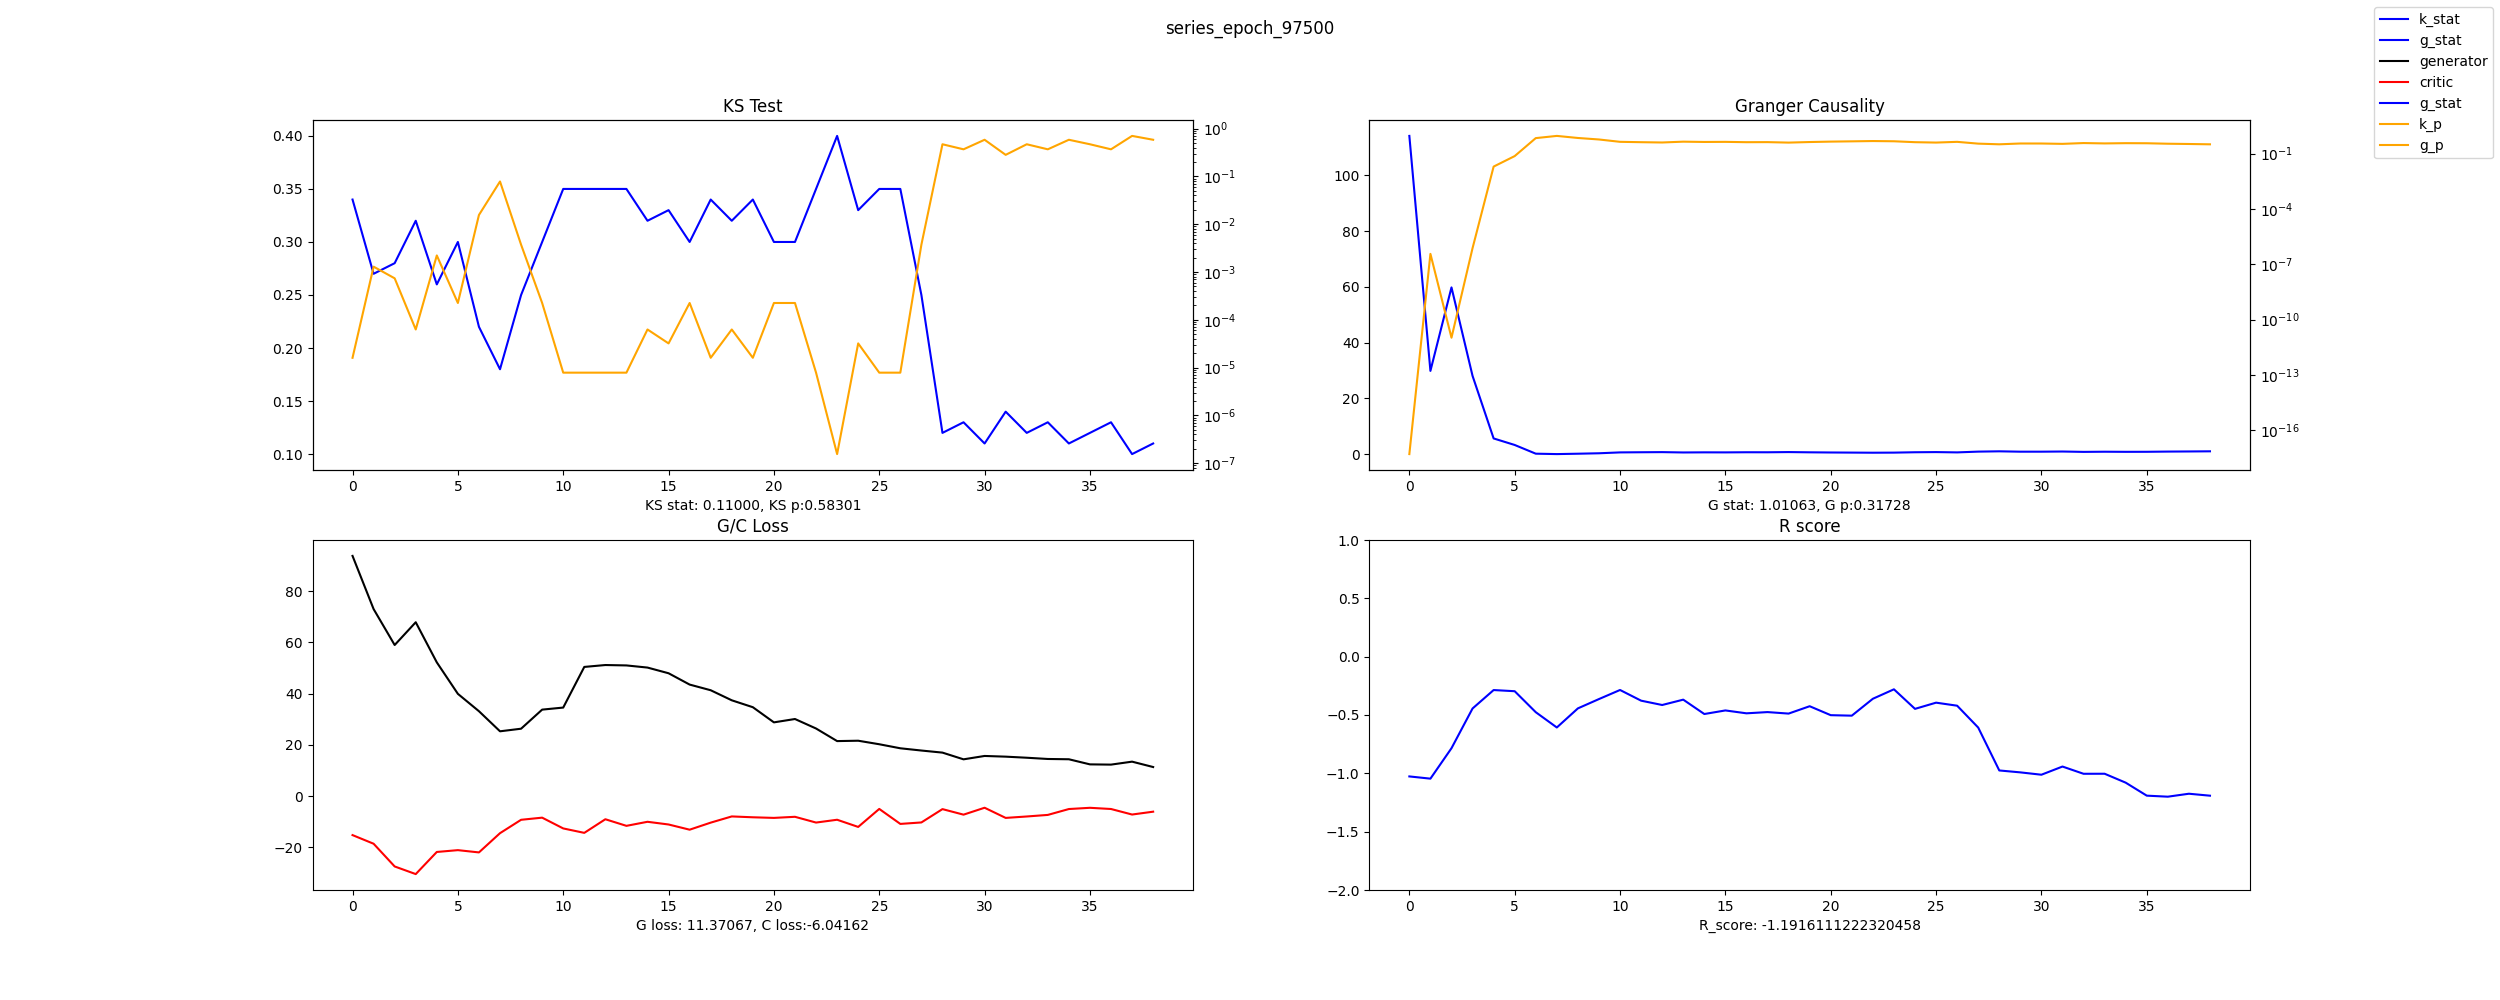 series_epoch_97500
k_stat
g_stat
generator
critic
g_stat
k_p
g_p
KS Test
0.40
0.35
0.30
0.25
0.20
0.15
0.10
10^0
10^-1
10^-2
10^-3
10^-4
10^-5
10^-6
10^-7
0 5 10 15 20 25 30 35
KS stat: 0.11000, KS p:0.58301
Granger Causality
100
80
60
40
20
0
10^-1
10^-4
10^-7
10^-10
10^-13
10^-16
0 5 10 15 20 25 30 35
G stat: 1.01063, G p:0.31728
G/C Loss
80
60
40
20
0
−20
0 5 10 15 20 25 30 35
G loss: 11.37067, C loss:-6.04162
R score
1.0
0.5
0.0
−0.5
−1.0
−1.5
−2.0
0 5 10 15 20 25 30 35
R_score: -1.1916111222320458